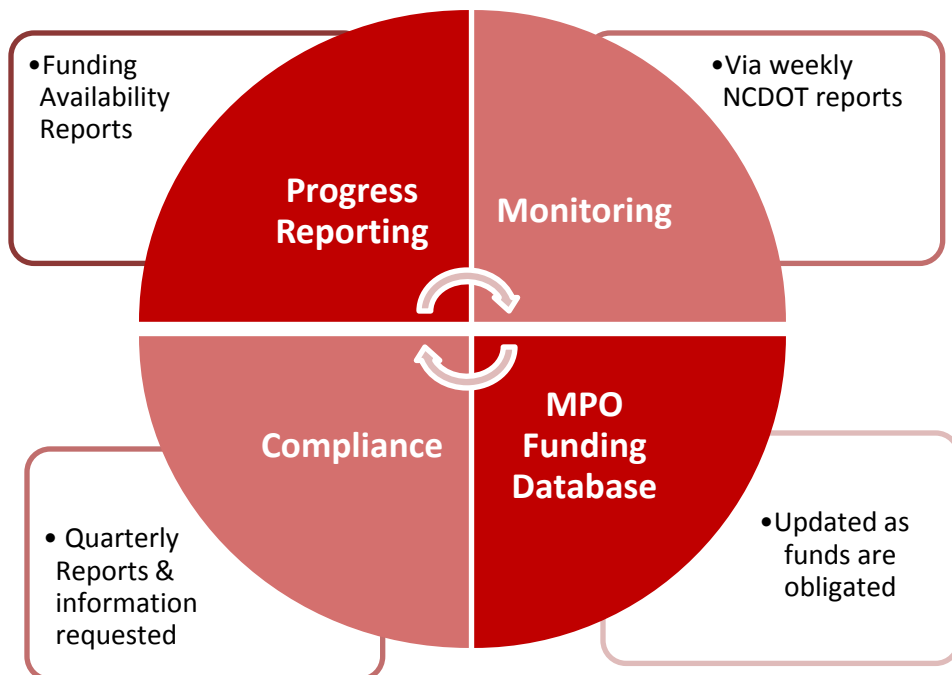 •Funding
Availability
Reports
•Via weekly
NCDOT reports
Progress
Reporting
Monitoring
Compliance
MPO
Funding
Database
• Quarterly
Reports &
information
requested
•Updated as
funds are
obligated